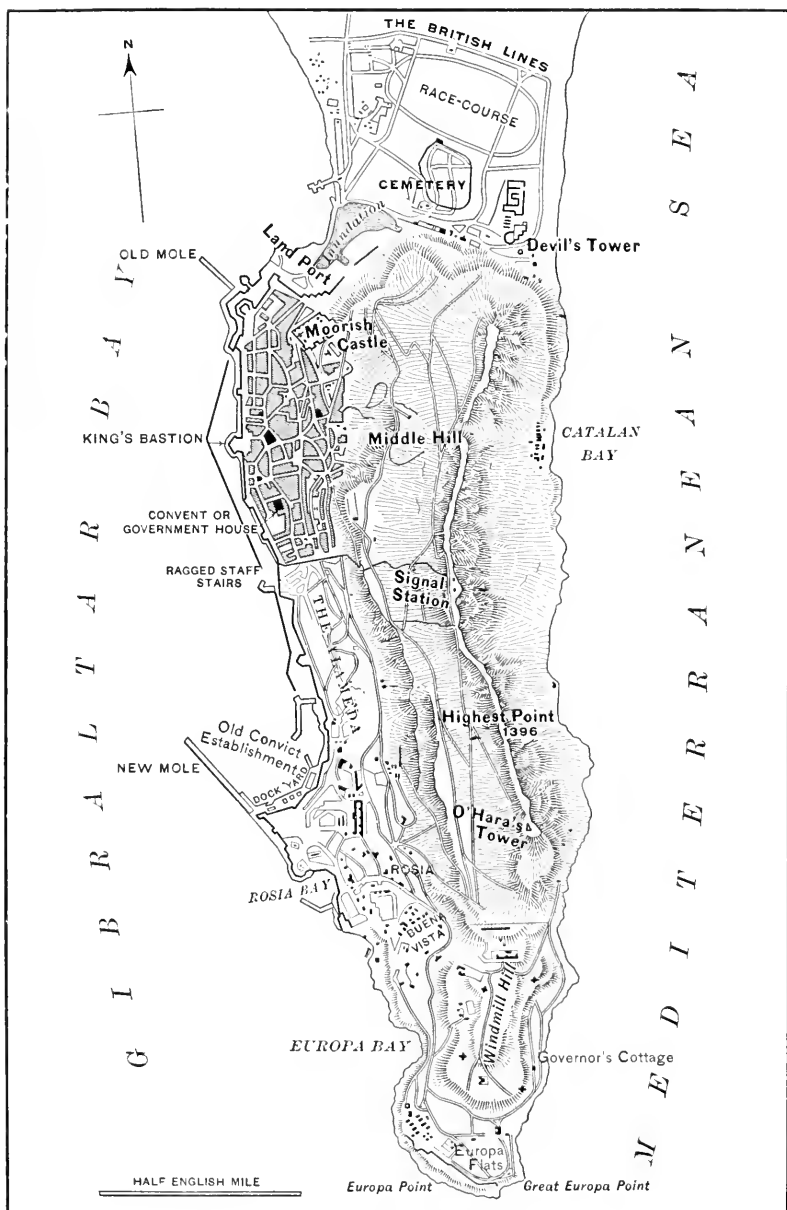 THE BRITISH LINES
N
RACE-COURSE
CEMETERY
Inundation
Land Port
Devil's Tower
OLD MOLE
Moorish
Castle
KING'S BASTION
Middle Hill
CATALAN
BAY
CONVENT OR
GOVERNMENT HOUSE
RAGGED STAFF
STAIRS
Signal
Station
THE ALAMEDA
Highest Point
1396
Old Convict
Establishment
NEW MOLE
DOCK YARD
O'Hara's
Tower
ROSIA
ROSIA BAY
BUENA
VISTA
Windmill Hill
EUROPA BAY
Governor's Cottage
Europa
Flats
HALF ENGLISH MILE
Europa Point
Great Europa Point
GIBRALTAR BAY
MEDITERRANEAN SEA